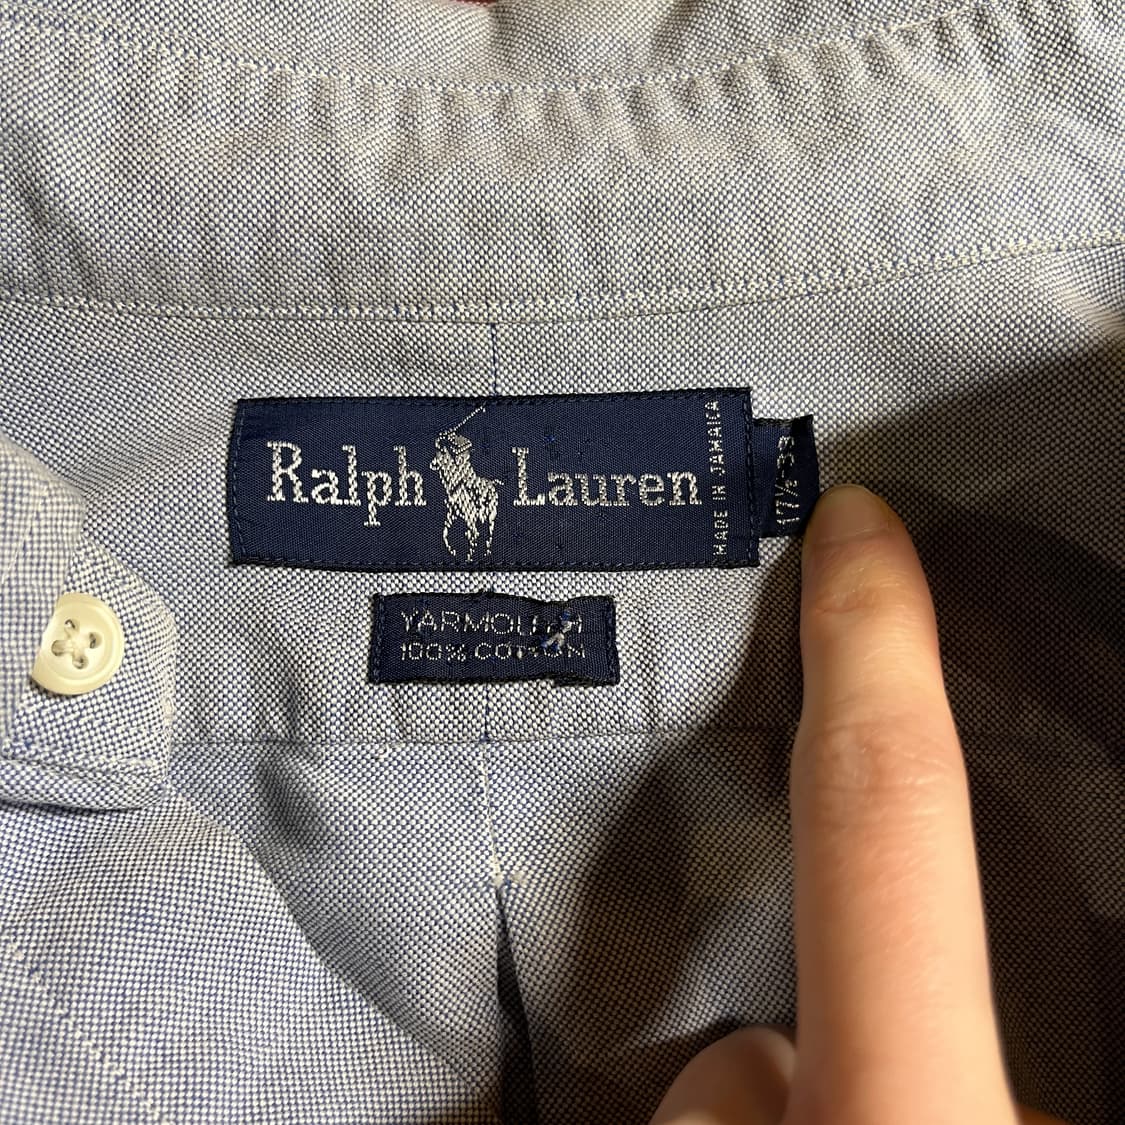 Ralph Lauren
MADE IN JAMAICA
17½-33
YARMOUTH
100% COTTON